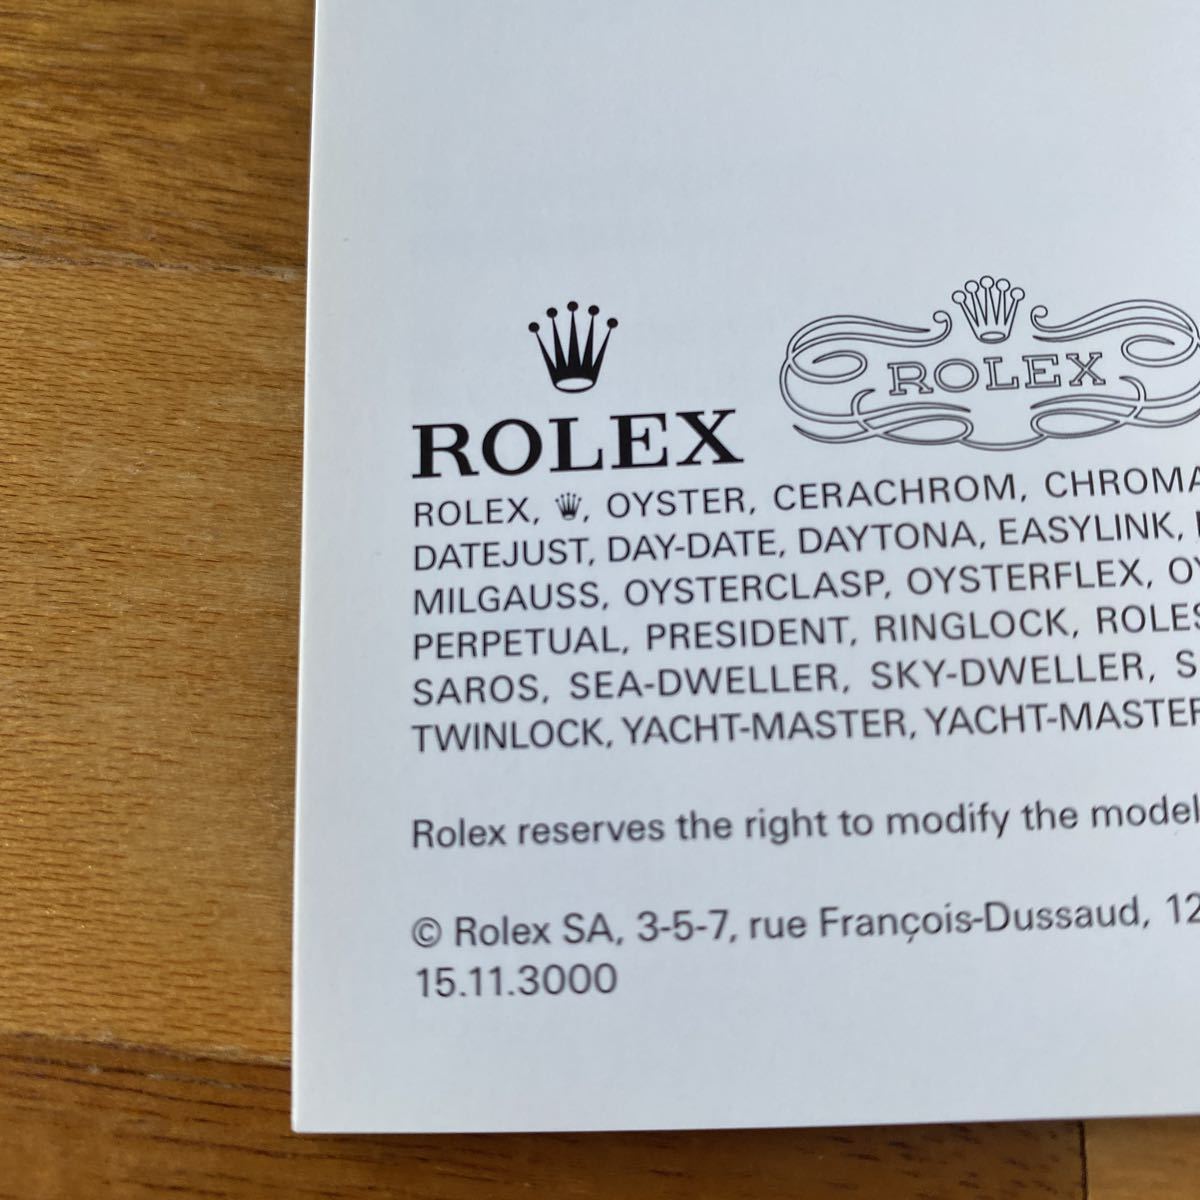 ROLEX
ROLEX
ROLEX, OYSTER, CERACHROM, CHROMA
DATEJUST, DAY-DATE, DAYTONA, EASYLINK,
MILGAUSS, OYSTERCLASP, OYSTERFLEX, OY
PERPETUAL, PRESIDENT, RINGLOCK, ROLES
SAROS, SEA-DWELLER, SKY-DWELLER, S
TWINLOCK, YACHT-MASTER, YACHT-MASTER
Rolex reserves the right to modify the model
© Rolex SA, 3-5-7, rue François-Dussaud, 12
15.11.3000